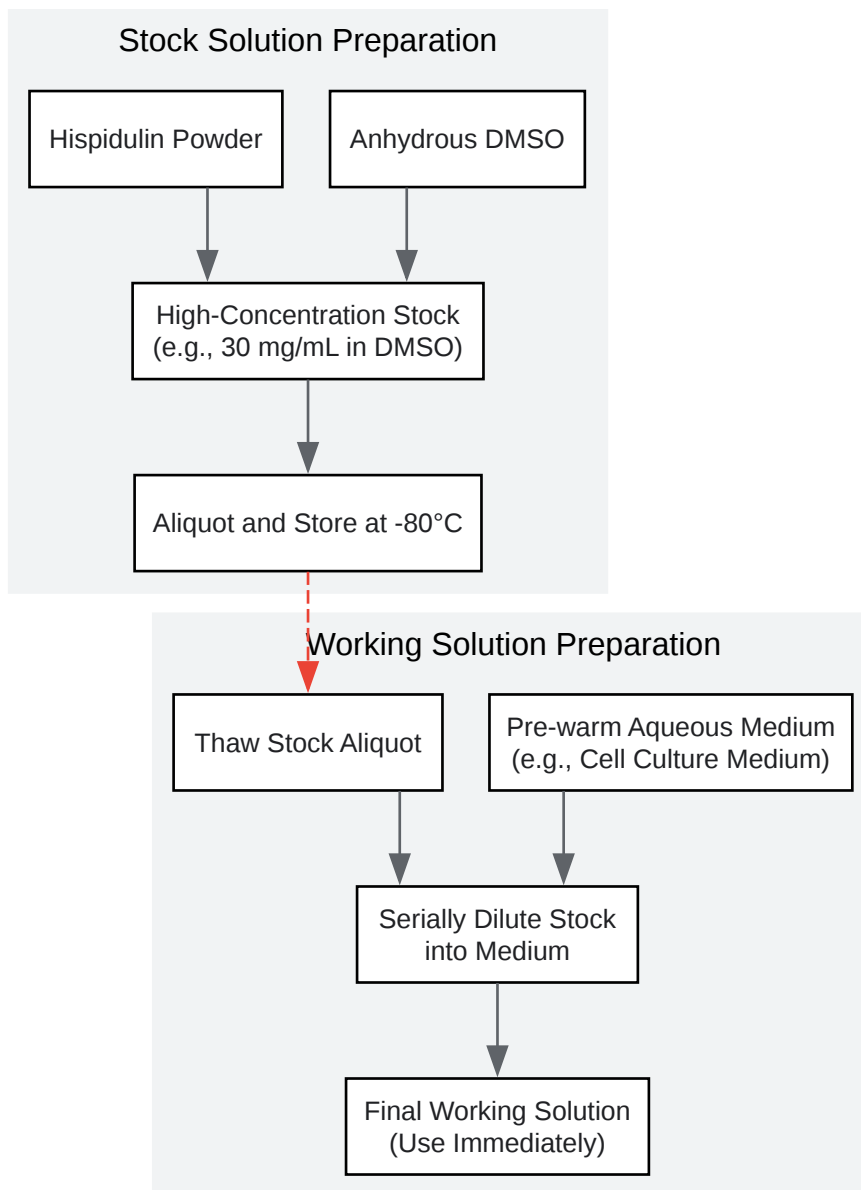 Stock Solution Preparation
Hispidulin Powder
Anhydrous DMSO
High-Concentration Stock
(e.g., 30 mg/mL in DMSO)
Aliquot and Store at -80°C
Working Solution Preparation
Thaw Stock Aliquot
Pre-warm Aqueous Medium
(e.g., Cell Culture Medium)
Serially Dilute Stock
into Medium
Final Working Solution
(Use Immediately)